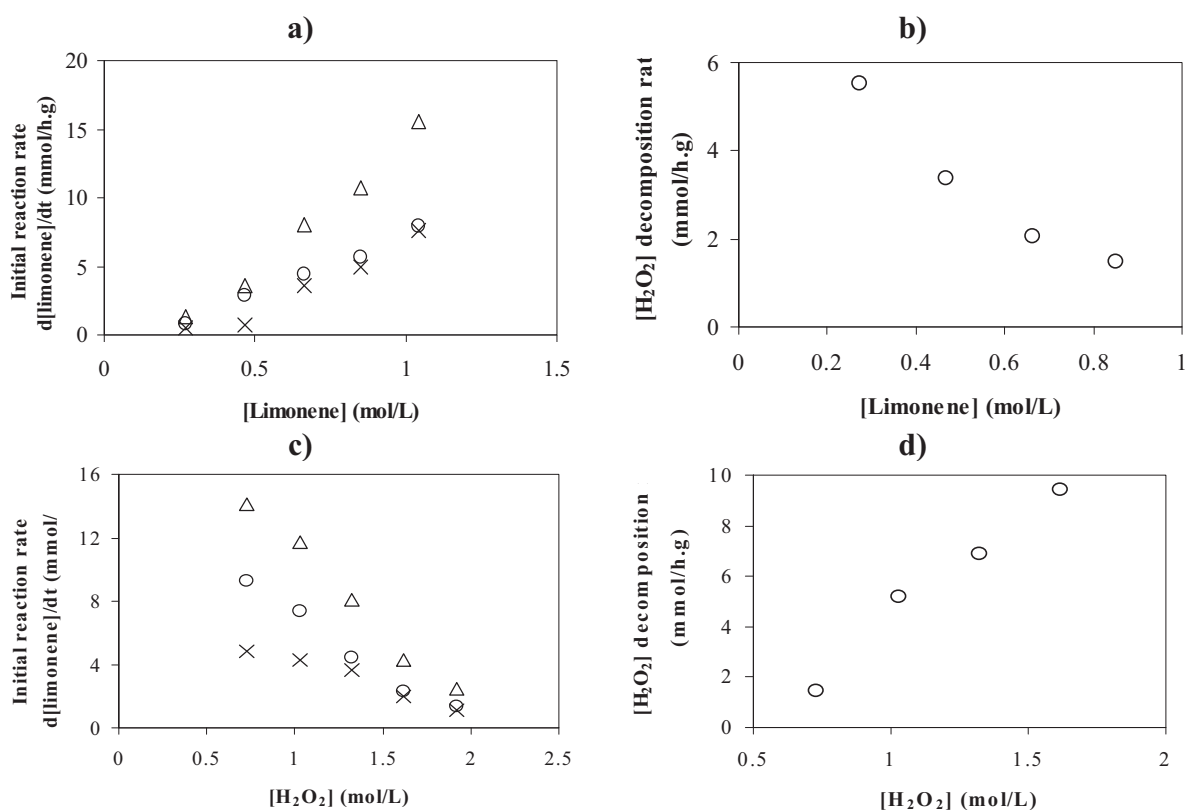 a)
20
15
10
5
0
0
0.5
1
1.5
Initial reaction rate
d[limonene]/dt (mmol/h.g)
[Limonene] (mol/L)
b)
6
4
2
0
0
0.2
0.4
0.6
0.8
1
[H₂O₂] decomposition rat
(mmol/h.g)
[Limonene] (mol/L)
c)
16
12
8
4
0
0
0.5
1
1.5
2
2.5
Initial reaction rate
d[limonene]/dt (mmol/
[H₂O₂] (mol/L)
d)
10
8
6
4
2
0
0.5
1
1.5
2
[H₂O₂] decomposition
(mmol/h.g)
[H₂O₂] (mol/L)